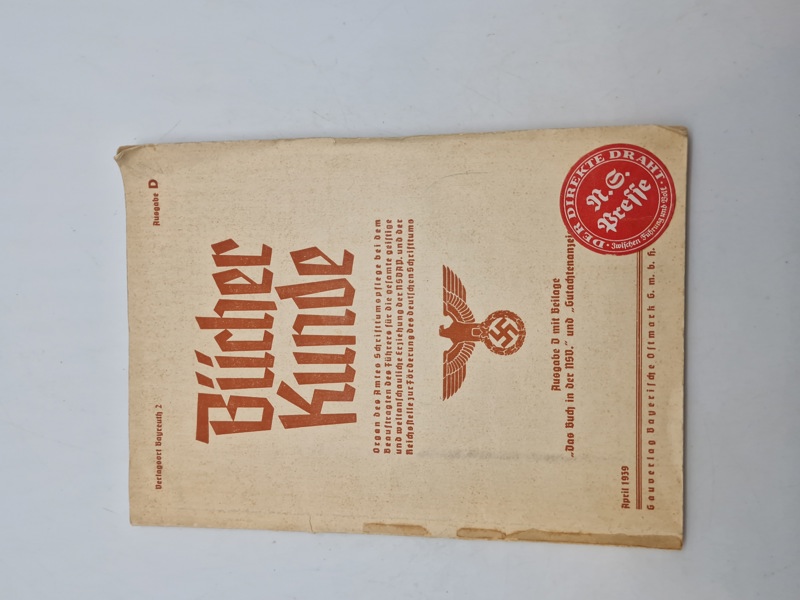 Verlagsort Bayreuth 2
Ausgabe D
Bücher
Kunde
Organ des Amtes Schrifttumspflege bei dem
Beauftragten des Führers für die gesamte geistige
und weltanschauliche Erziehung der NSDAP. und der
Reichsstelle zur Förderung des deutschen Schrifttums
Ausgabe D mit Beilage
„Das Buch in der NSV.“ und „Gutachtenanzei
April 1939
Gauverlag Bayerische Ostmark G. m. b. H.
DER DIREKTE DRAHT
N.S.
Presse
Zwischen Führung und Volk